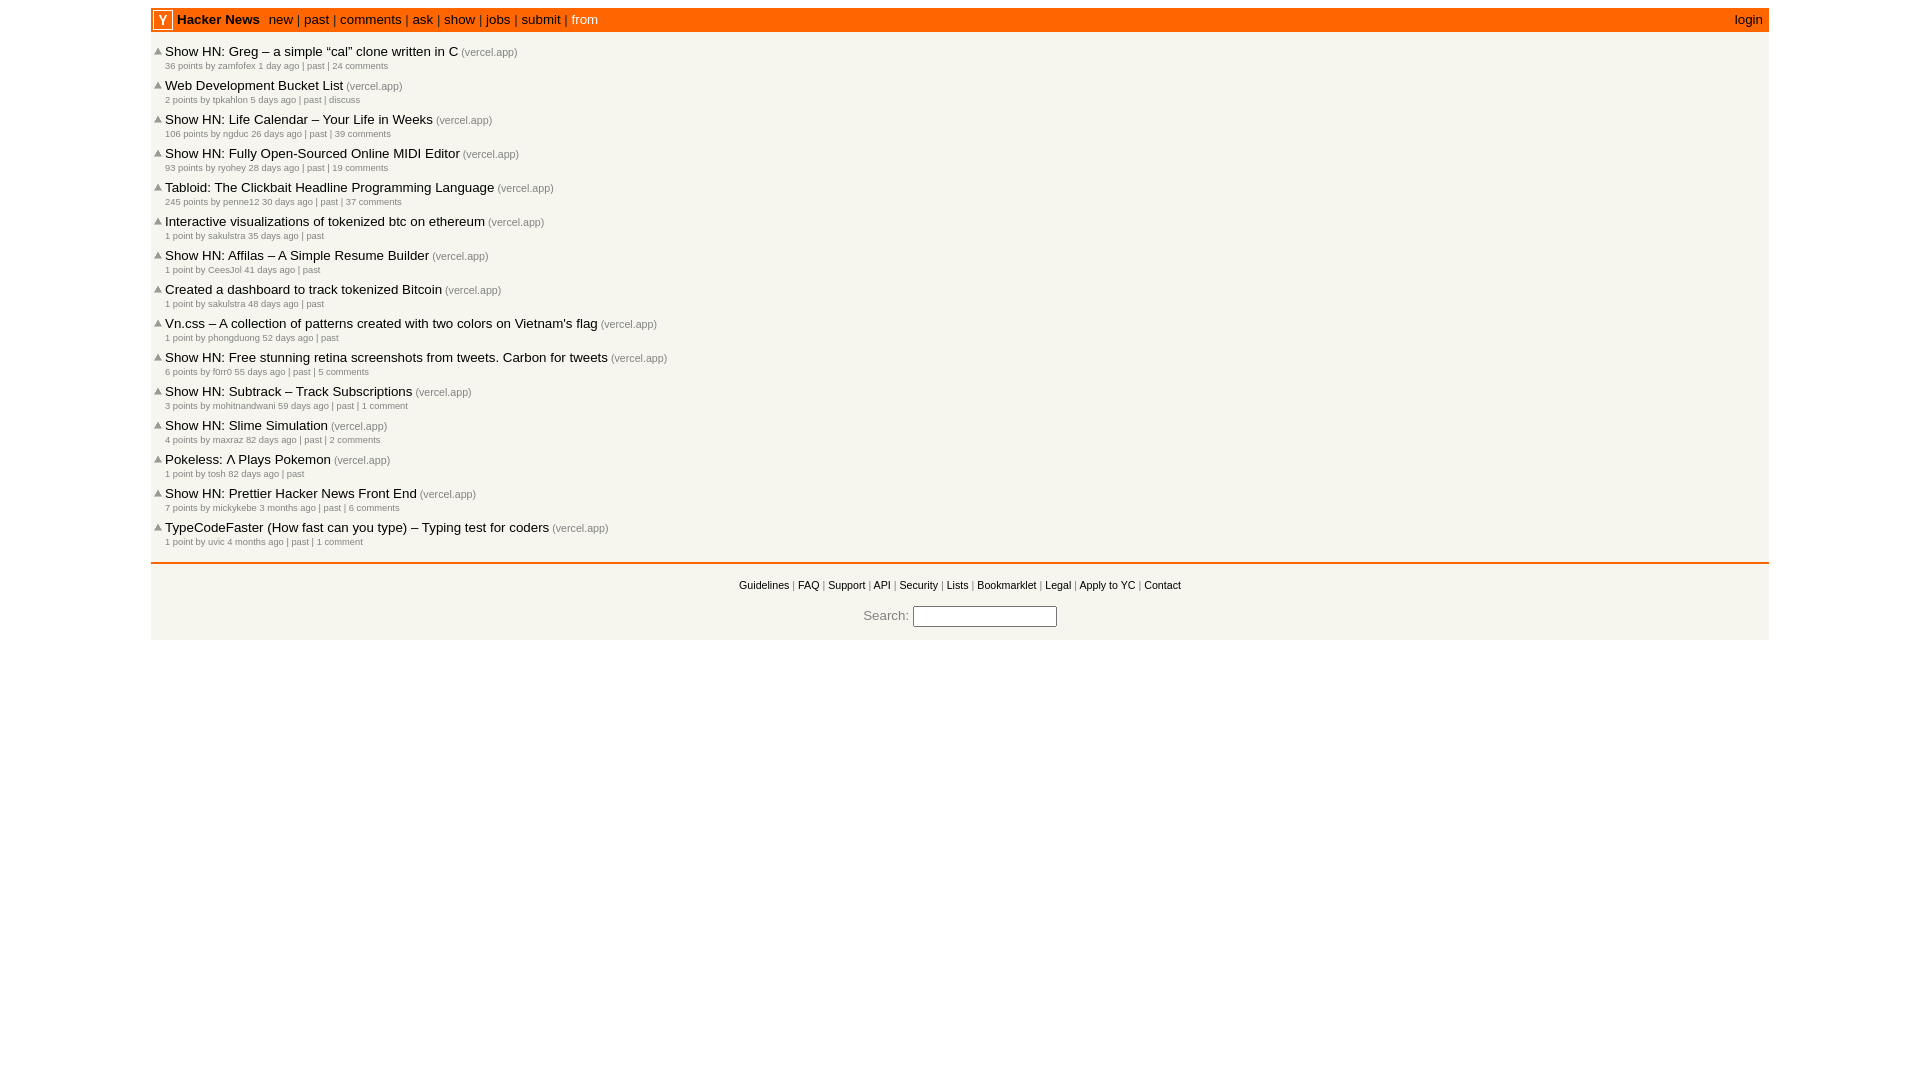 Y Hacker News new | past | comments | ask | show | jobs | submit | from login
Show HN: Greg – a simple “cal” clone written in C (vercel.app)
36 points by zamfofex 1 day ago | past | 24 comments
Web Development Bucket List (vercel.app)
2 points by tpkahlon 5 days ago | past | discuss
Show HN: Life Calendar – Your Life in Weeks (vercel.app)
106 points by ngduc 26 days ago | past | 39 comments
Show HN: Fully Open-Sourced Online MIDI Editor (vercel.app)
93 points by ryohey 28 days ago | past | 19 comments
Tabloid: The Clickbait Headline Programming Language (vercel.app)
245 points by penne12 30 days ago | past | 37 comments
Interactive visualizations of tokenized btc on ethereum (vercel.app)
1 point by sakulstra 35 days ago | past
Show HN: Affilas – A Simple Resume Builder (vercel.app)
1 point by CeesJol 41 days ago | past
Created a dashboard to track tokenized Bitcoin (vercel.app)
1 point by sakulstra 48 days ago | past
Vn.css – A collection of patterns created with two colors on Vietnam's flag (vercel.app)
1 point by phongduong 52 days ago | past
Show HN: Free stunning retina screenshots from tweets. Carbon for tweets (vercel.app)
6 points by f0rr0 55 days ago | past | 5 comments
Show HN: Subtrack – Track Subscriptions (vercel.app)
3 points by mohitnandwani 59 days ago | past | 1 comment
Show HN: Slime Simulation (vercel.app)
4 points by maxraz 82 days ago | past | 2 comments
Pokeless: Λ Plays Pokemon (vercel.app)
1 point by tosh 82 days ago | past
Show HN: Prettier Hacker News Front End (vercel.app)
7 points by mickykebe 3 months ago | past | 6 comments
TypeCodeFaster (How fast can you type) – Typing test for coders (vercel.app)
1 point by uvic 4 months ago | past | 1 comment
Guidelines | FAQ | Support | API | Security | Lists | Bookmarklet | Legal | Apply to YC | Contact
Search: